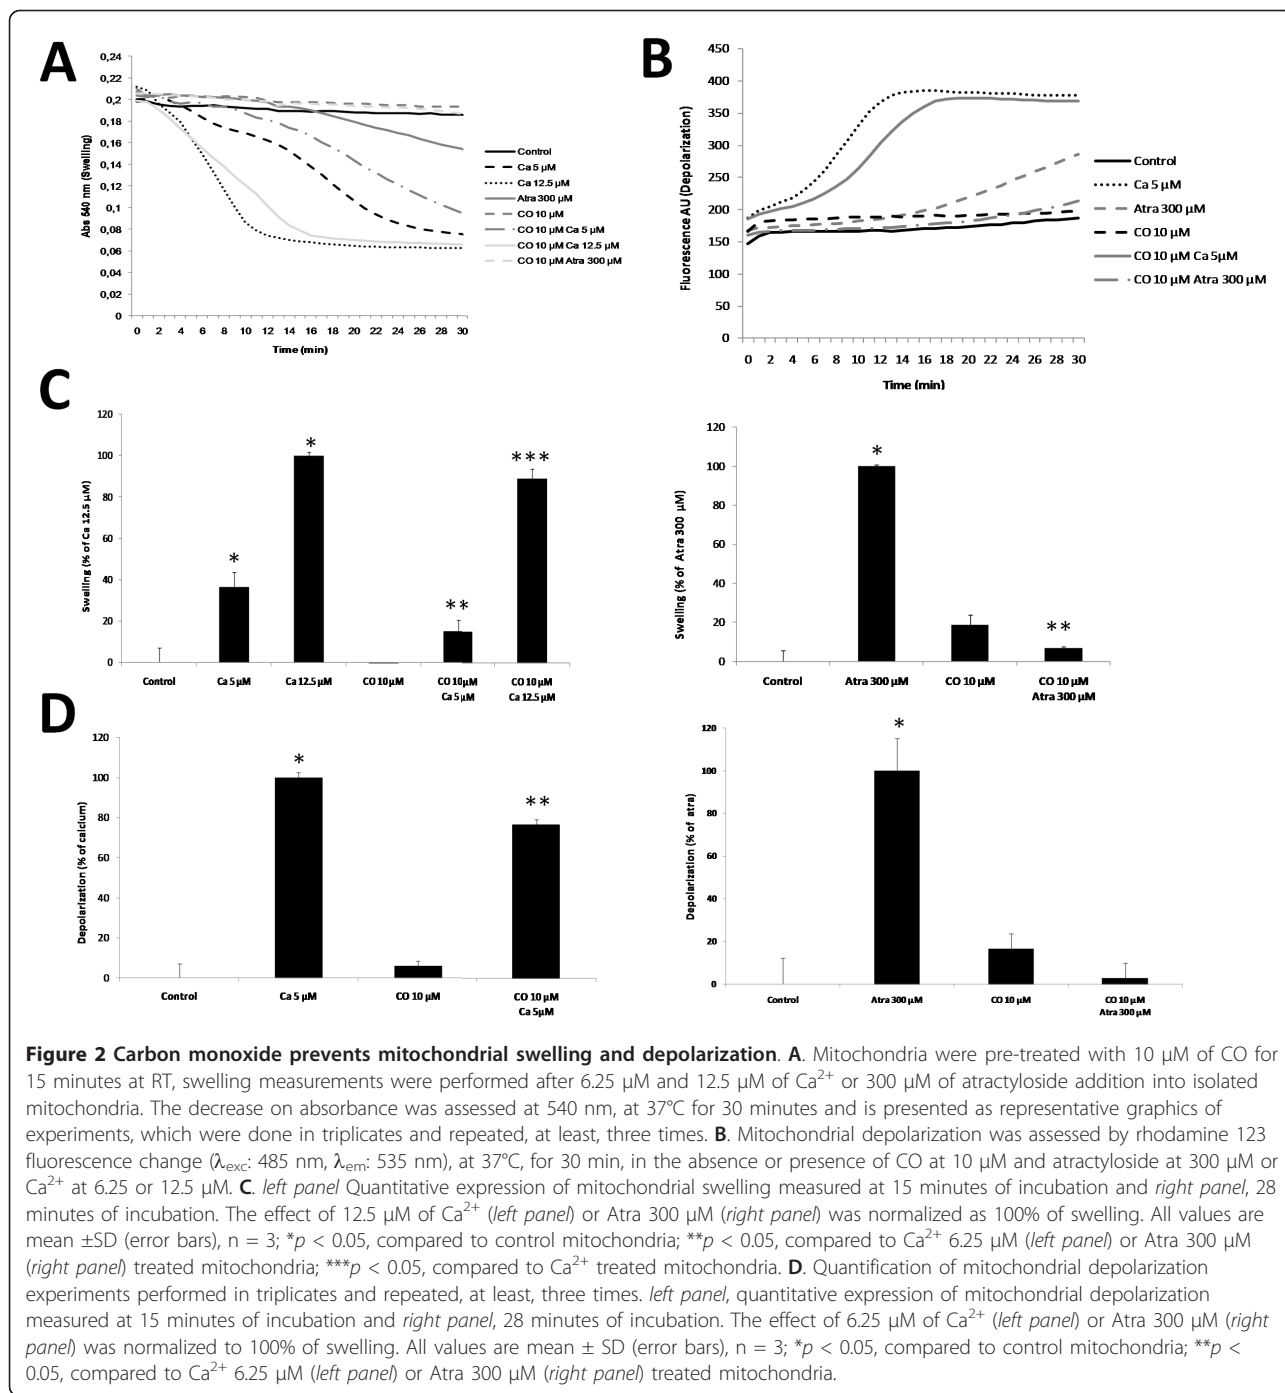 A
0,24
0,22
0,2
0,18
0,16
0,14
0,12
0,1
0,08
0,06
0,04
0,02
0
Abs 540 nm (Swelling)
0 2 4 6 8 10 12 14 16 18 20 22 24 26 28 30
Time (min)
Control
Ca 5 µM
Ca 12.5 µM
Atra 300 µM
CO 10 µM
CO 10 µM Ca 5 µM
CO 10 µM Ca 12.5 µM
CO 10 µM Atra 300 µM
B
450
400
350
300
250
200
150
100
50
0
Fluorescence AU (Depolarization)
0 2 4 6 8 10 12 14 16 18 20 22 24 26 28 30
Time (min)
Control
Ca 5 µM
Atra 300 µM
CO 10 µM
CO 10 µM Ca 5µM
CO 10 µM Atra 300 µM
C
120
100
80
60
40
20
0
Swelling (% of Ca 12.5 µM)
* * ** ***
Control Ca 5 µM Ca 12.5 µM CO 10 µM CO 10 µM CO 10 µM
Ca 5 µM Ca 12.5 µM
120
100
80
60
40
20
0
Swelling (% of Atra 300 µM)
* **
Control Atra 300 µM CO 10 µM CO 10 µM
Atra 300 µM
D
120
100
80
60
40
20
0
Depolarization (% of calcium)
* **
Control Ca 5 µM CO 10 µM CO 10 µM
Ca 5µM
120
100
80
60
40
20
0
Depolarization (% of atra)
*
Control Atra 300 µM CO 10 µM CO 10 µM
Atra 300 µM
Figure 2 Carbon monoxide prevents mitochondrial swelling and depolarization. A. Mitochondria were pre-treated with 10 µM of CO for
15 minutes at RT, swelling measurements were performed after 6.25 µM and 12.5 µM of Ca²⁺ or 300 µM of atractyloside addition into isolated
mitochondria. The decrease on absorbance was assessed at 540 nm, at 37°C for 30 minutes and is presented as representative graphics of
experiments, which were done in triplicates and repeated, at least, three times. B. Mitochondrial depolarization was assessed by rhodamine 123
fluorescence change (λexc: 485 nm, λem: 535 nm), at 37°C, for 30 min, in the absence or presence of CO at 10 µM and atractyloside at 300 µM or
Ca²⁺ at 6.25 or 12.5 µM. C. left panel Quantitative expression of mitochondrial swelling measured at 15 minutes of incubation and right panel, 28
minutes of incubation. The effect of 12.5 µM of Ca²⁺ (left panel) or Atra 300 µM (right panel) was normalized as 100% of swelling. All values are
mean ±SD (error bars), n = 3; *p < 0.05, compared to control mitochondria; **p < 0.05, compared to Ca²⁺ 6.25 µM (left panel) or Atra 300 µM
(right panel) treated mitochondria; ***p < 0.05, compared to Ca²⁺ treated mitochondria. D. Quantification of mitochondrial depolarization
experiments performed in triplicates and repeated, at least, three times. left panel, quantitative expression of mitochondrial depolarization
measured at 15 minutes of incubation and right panel, 28 minutes of incubation. The effect of 6.25 µM of Ca²⁺ (left panel) or Atra 300 µM (right
panel) was normalized to 100% of swelling. All values are mean ± SD (error bars), n = 3; *p < 0.05, compared to control mitochondria; **p <
0.05, compared to Ca²⁺ 6.25 µM (left panel) or Atra 300 µM (right panel) treated mitochondria.